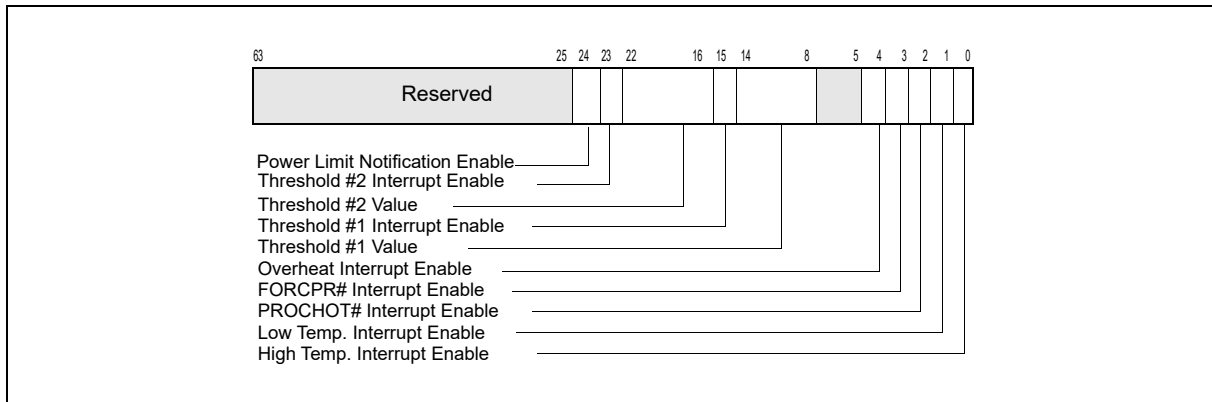 63 25 24 23 22 16 15 14 8 5 4 3 2 1 0
Reserved
Power Limit Notification Enable
Threshold #2 Interrupt Enable
Threshold #2 Value
Threshold #1 Interrupt Enable
Threshold #1 Value
Overheat Interrupt Enable
FORCPR# Interrupt Enable
PROCHOT# Interrupt Enable
Low Temp. Interrupt Enable
High Temp. Interrupt Enable